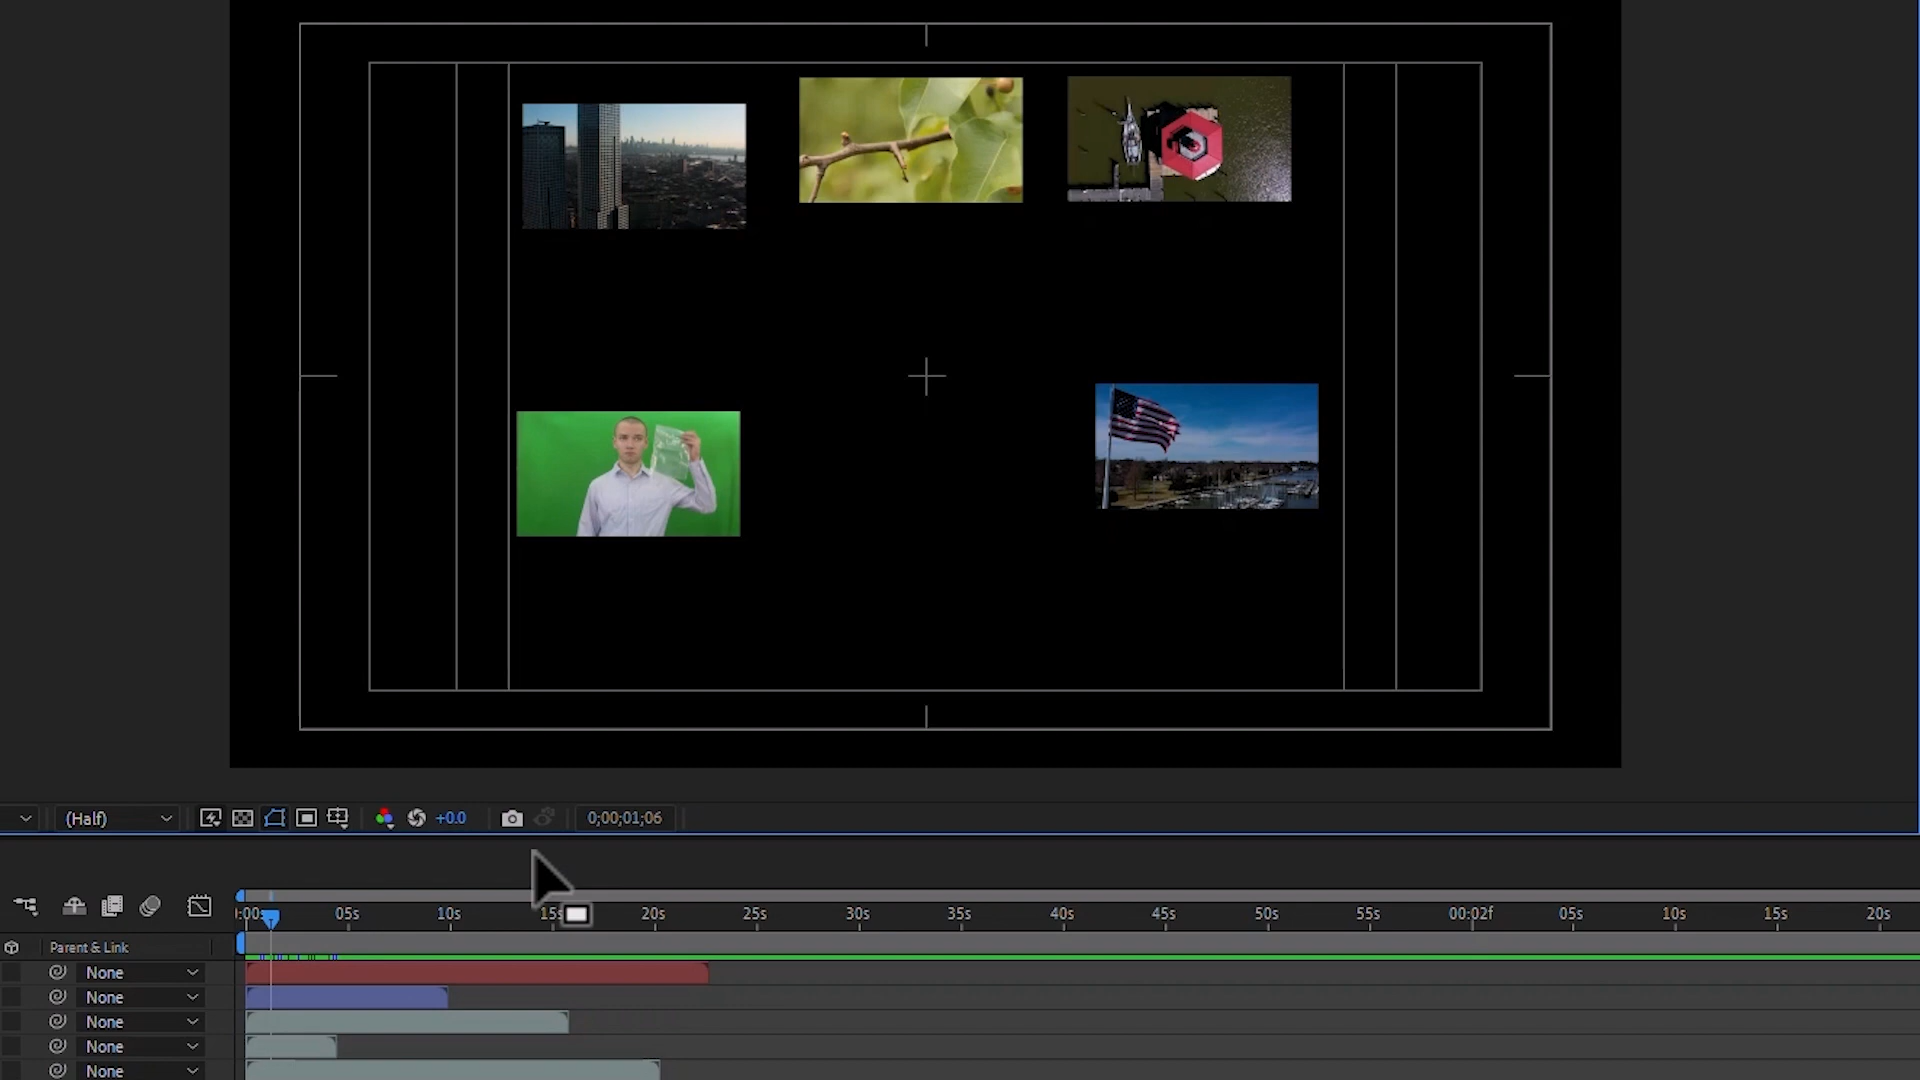 (Half) +0.0 0;00;01;06
:00s 05s 10s 15s 20s 25s 30s 35s 40s 45s 50s 55s 00:02f 05s 10s 15s 20s
Parent & Link
None
None
None
None
None